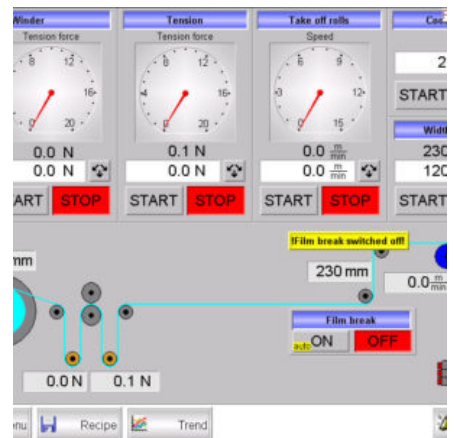 Winder
Tension force
8 12
16
0 20
0.0 N
0.0 N
ART STOP
Tension
Tension force
8 12
4 16
0 20
0.1 N
0.0 N
START STOP
Take off rolls
Speed
6 9
3 12
0 15
0.0 m/min
0.0 m/min
START STOP
Coo
2
START
Width
230
120
START
!Film break switched off!
mm
230 mm
0.0 m/min
Film break
auto ON OFF
0.0 N 0.1 N
nu Recipe Trend